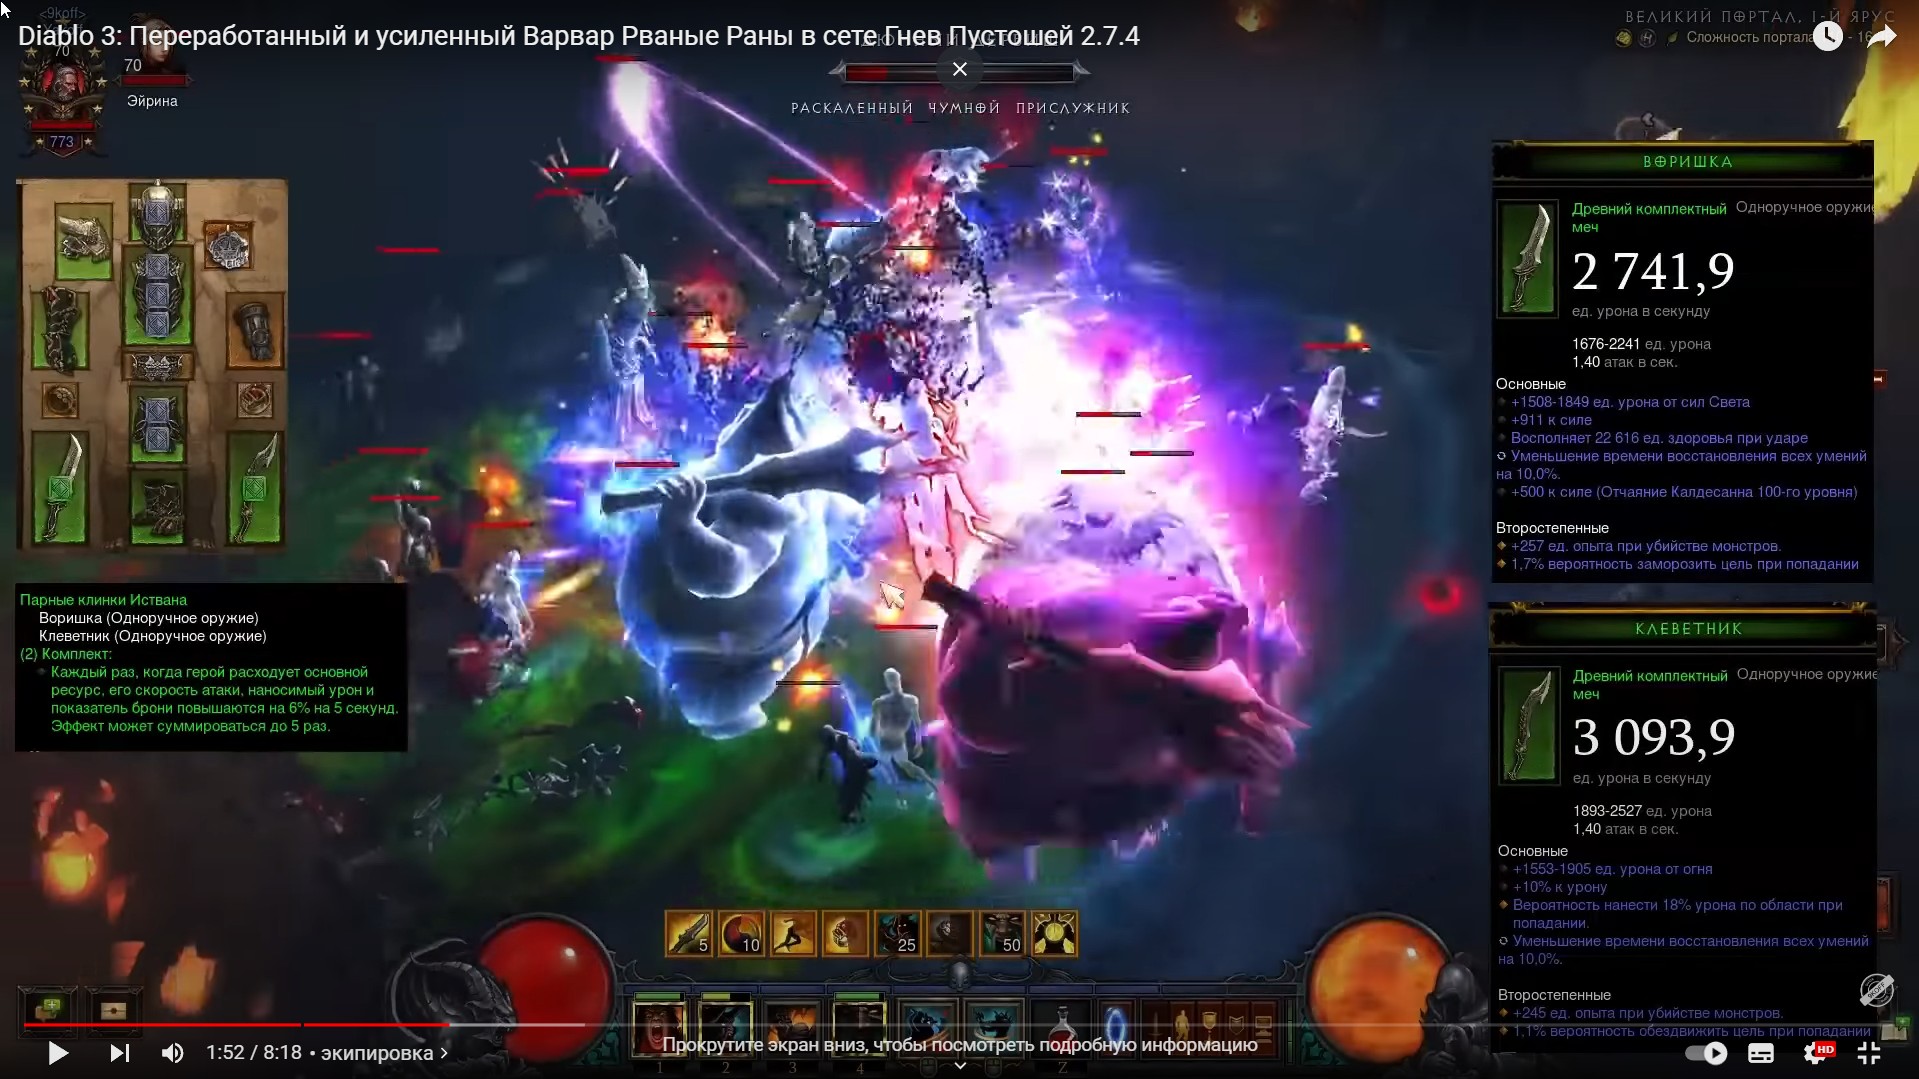 <9koff>
Diablo 3: Переработанный и усиленный Варвар Рваные Раны в сете Гнев Пустошей 2.7.4
ВЕЛИКИЙ ПОРТАЛ, 1-Й ЯРУС
Сложность портала
- 16
70
70
Эйрина
773
РАСКАЛЕННЫЙ ЧУМНОЙ ПРИСЛУЖНИК
ВОРИШКА
Древний комплектный Одноручное оружие
меч
2 741,9
ед. урона в секунду
1676-2241 ед. урона
1,40 атак в сек.
Основные
+1508-1849 ед. урона от сил Света
+911 к силе
Восполняет 22 616 ед. здоровья при ударе
Уменьшение времени восстановления всех умений
на 10,0%.
+500 к силе (Отчаяние Калдесанна 100-го уровня)
Второстепенные
+257 ед. опыта при убийстве монстров.
1,7% вероятность заморозить цель при попадании
Парные клинки Иствана
Воришка (Одноручное оружие)
Клеветник (Одноручное оружие)
(2) Комплект:
Каждый раз, когда герой расходует основной
ресурс, его скорость атаки, наносимый урон и
показатель брони повышаются на 6% на 5 секунд.
Эффект может суммироваться до 5 раз.
КЛЕВЕТНИК
Древний комплектный Одноручное оружие
меч
3 093,9
ед. урона в секунду
1893-2527 ед. урона
1,40 атак в сек.
Основные
+1553-1905 ед. урона от огня
+10% к урону
Вероятность нанести 18% урона по области при
попадании.
Уменьшение времени восстановления всех умений
на 10,0%.
Второстепенные
+245 ед. опыта при убийстве монстров.
1,1% вероятность обездвижить цель при попадании
5 10 25 50
1:52 / 8:18 • экипировка
Прокрутите экран вниз, чтобы посмотреть подробную информацию
1 2 3 4 Z
HD